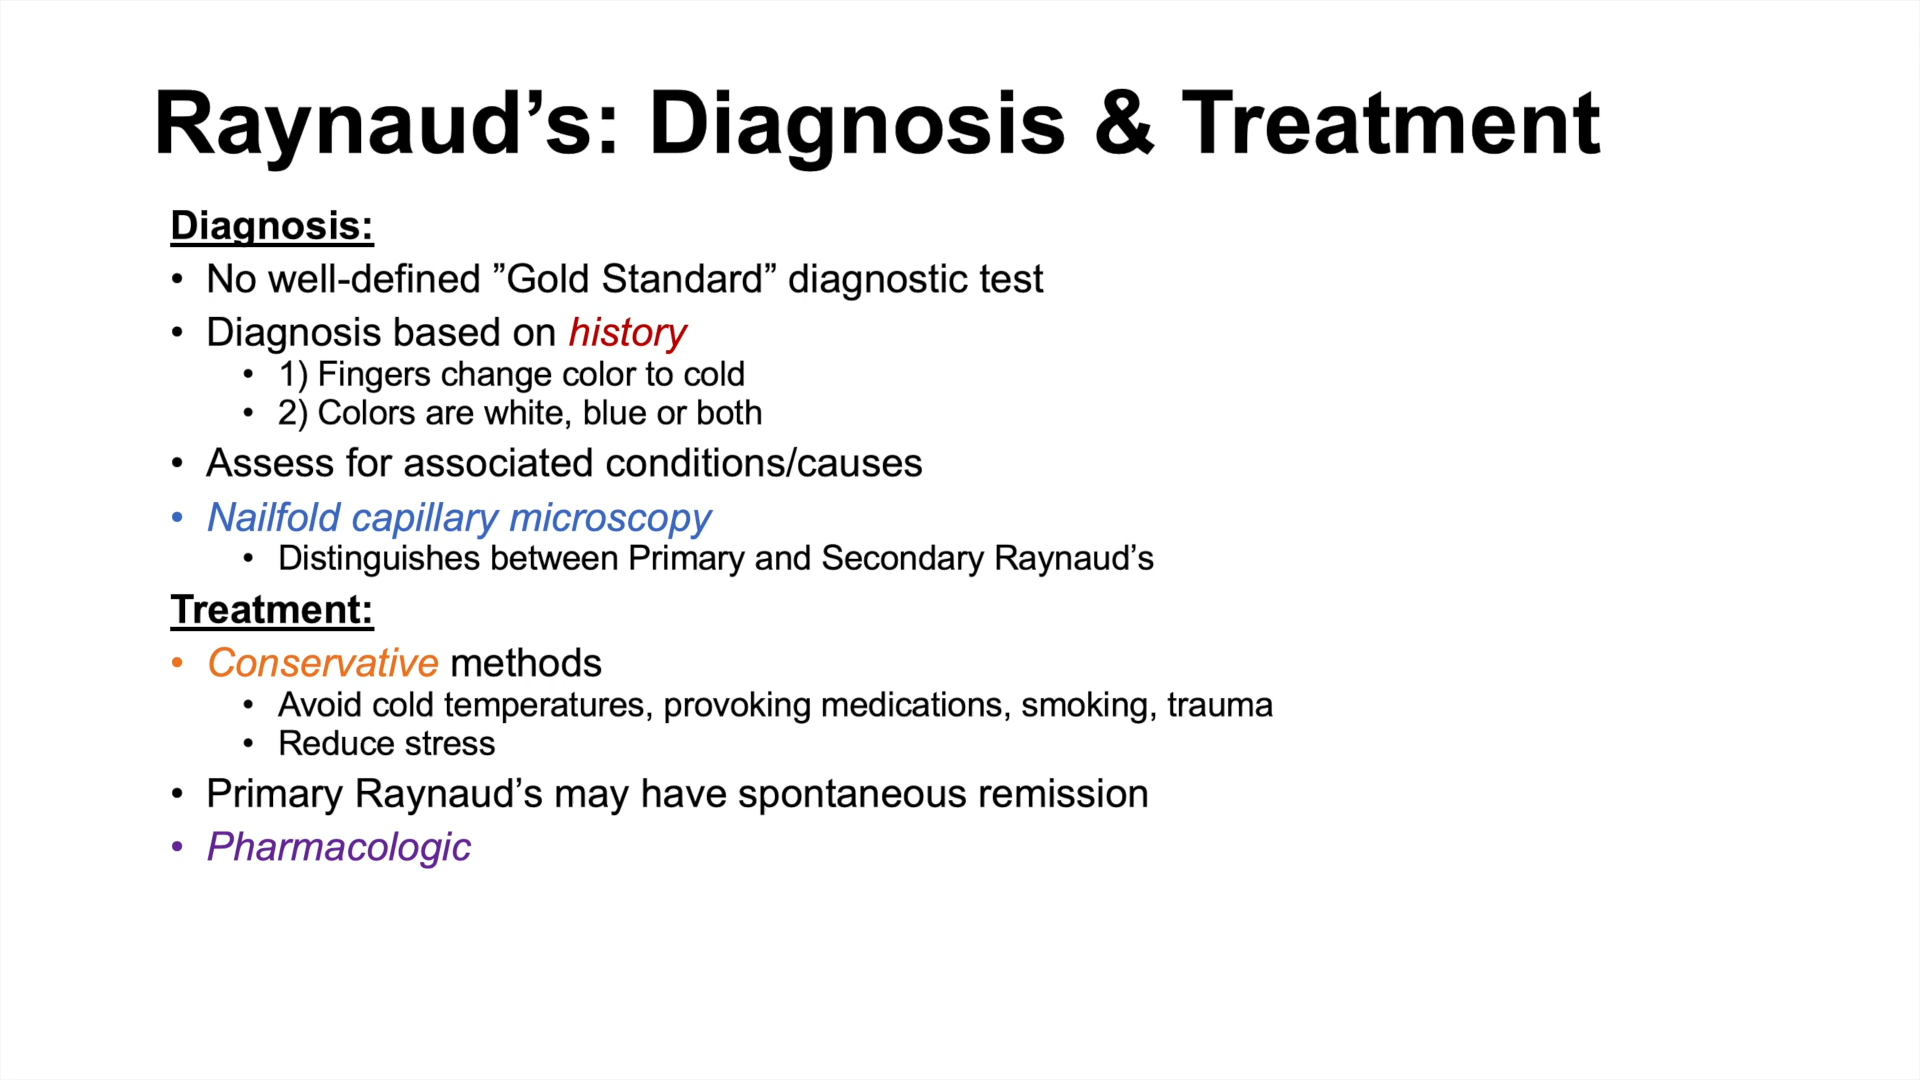 Raynaud’s: Diagnosis & Treatment
Diagnosis:
• No well-defined ”Gold Standard” diagnostic test
• Diagnosis based on history
• 1) Fingers change color to cold
• 2) Colors are white, blue or both
• Assess for associated conditions/causes
• Nailfold capillary microscopy
• Distinguishes between Primary and Secondary Raynaud’s
Treatment:
• Conservative methods
• Avoid cold temperatures, provoking medications, smoking, trauma
• Reduce stress
• Primary Raynaud’s may have spontaneous remission
• Pharmacologic